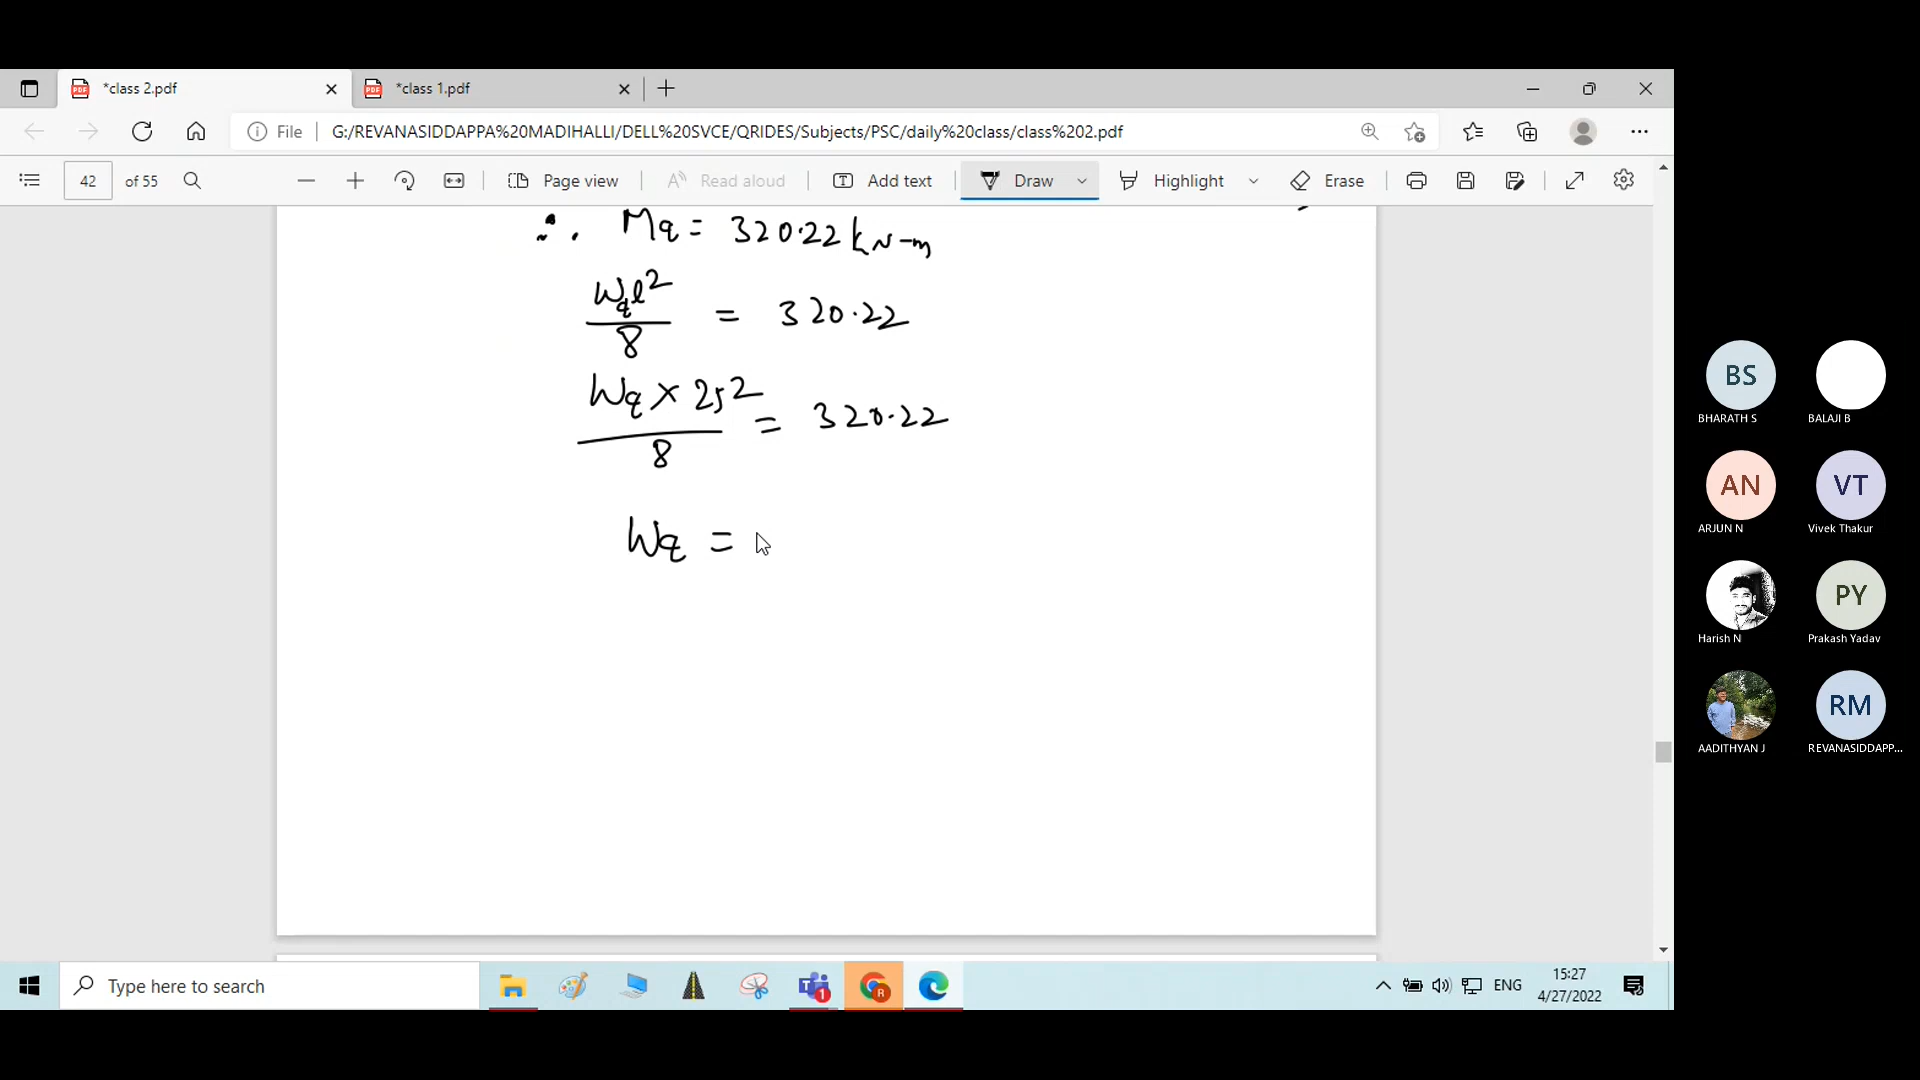 *class 2.pdf
*class 1.pdf
File | G:/REVANASIDDAPPA%20MADIHALLI/DELL%20SVCE/QRIDES/Subjects/PSC/daily%20class/class%202.pdf
42 of 55
Page view
Read aloud
Add text
Draw
Highlight
Erase
∴ Mq = 320.22 kN-m
Wq l² / 8 = 320.22
Wq × 25² / 8 = 320.22
Wq =
BS
BHARATH S
BALAJI B
AN
ARJUN N
VT
Vivek Thakur
Harish N
PY
Prakash Yadav
AADITHYAN J
RM
REVANASIDDAPP...
Type here to search
1
R
ENG
15:27
4/27/2022